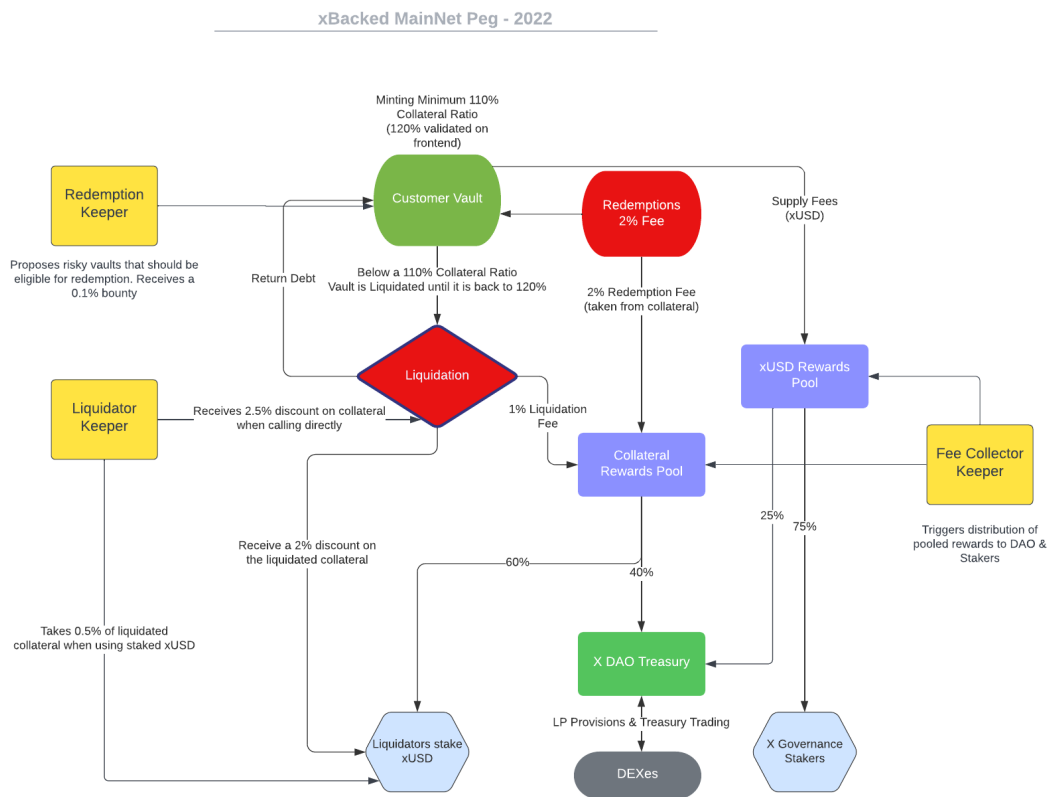 xBacked MainNet Peg - 2022
Minting Minimum 110%
Collateral Ratio
(120% validated on
frontend)
Redemption
Keeper
Customer Vault
Redemptions
2% Fee
Supply Fees
(xUSD)
Proposes risky vaults that should be
eligible for redemption. Receives a
0.1% bounty
Return Debt
Below a 110% Collateral Ratio
Vault is Liquidated until it is back to 120%
2% Redemption Fee
(taken from collateral)
Liquidation
xUSD Rewards
Pool
Liquidator
Keeper
Receives 2.5% discount on collateral
when calling directly
1% Liquidation
Fee
Collateral
Rewards Pool
Fee Collector
Keeper
25%
75%
Triggers distribution of
pooled rewards to DAO &
Stakers
Receive a 2% discount on
the liquidated collateral
60%
40%
Takes 0.5% of liquidated
collateral when using staked xUSD
X DAO Treasury
LP Provisions & Treasury Trading
Liquidators stake
xUSD
DEXes
X Governance
Stakers